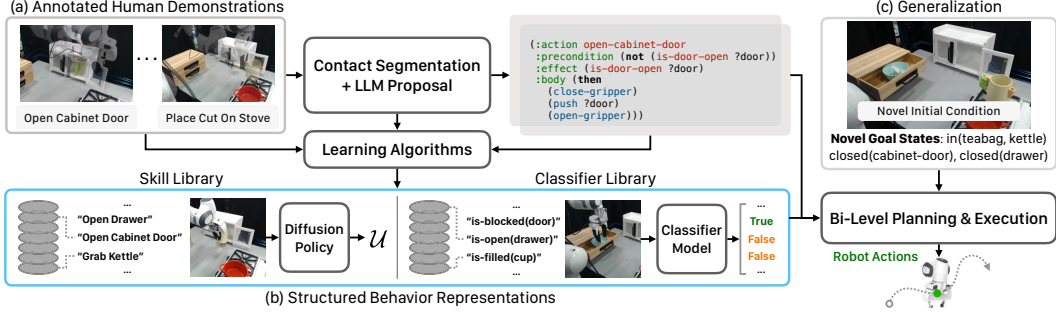 (a) Annotated Human Demonstrations
...
Open Cabinet Door
Place Cut On Stove
Contact Segmentation
+ LLM Proposal
Learning Algorithms
(:action open-cabinet-door
:precondition (not (is-door-open ?door))
:effect (is-door-open ?door)
:body (then
(close-gripper)
(push ?door)
(open-gripper)))
(c) Generalization
Novel Initial Condition
Novel Goal States: in(teabag, kettle)
closed(cabinet-door), closed(drawer)
Skill Library
...
"Open Drawer"
"Open Cabinet Door"
"Grab Kettle"
...
Diffusion
Policy
U
Classifier Library
...
"is-blocked(door)"
"is-open(drawer)"
"is-filled(cup)"
...
Classifier
Model
...
True
False
False
...
(b) Structured Behavior Representations
Bi-Level Planning & Execution
Robot Actions